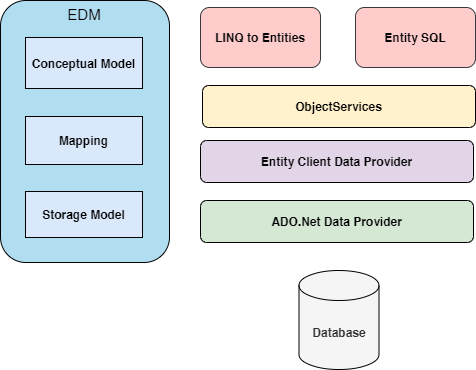 EDM
Conceptual Model
Mapping
Storage Model
LINQ to Entities
Entity SQL
ObjectServices
Entity Client Data Provider
ADO.Net Data Provider
Database